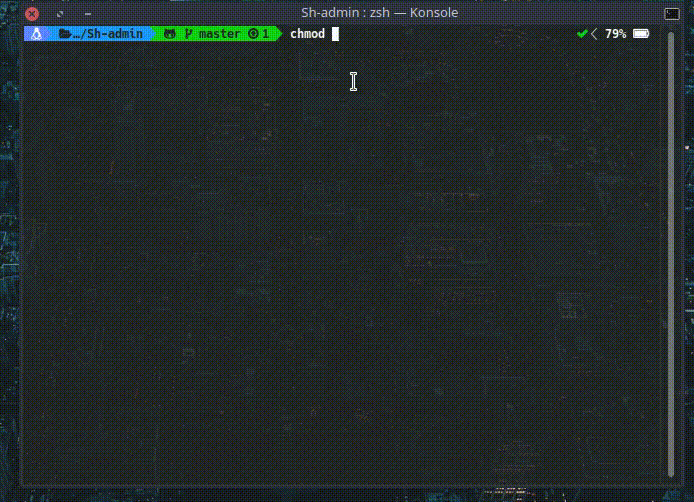 Sh-admin : zsh — Konsole
…/Sh-admin master 1 chmod 79%